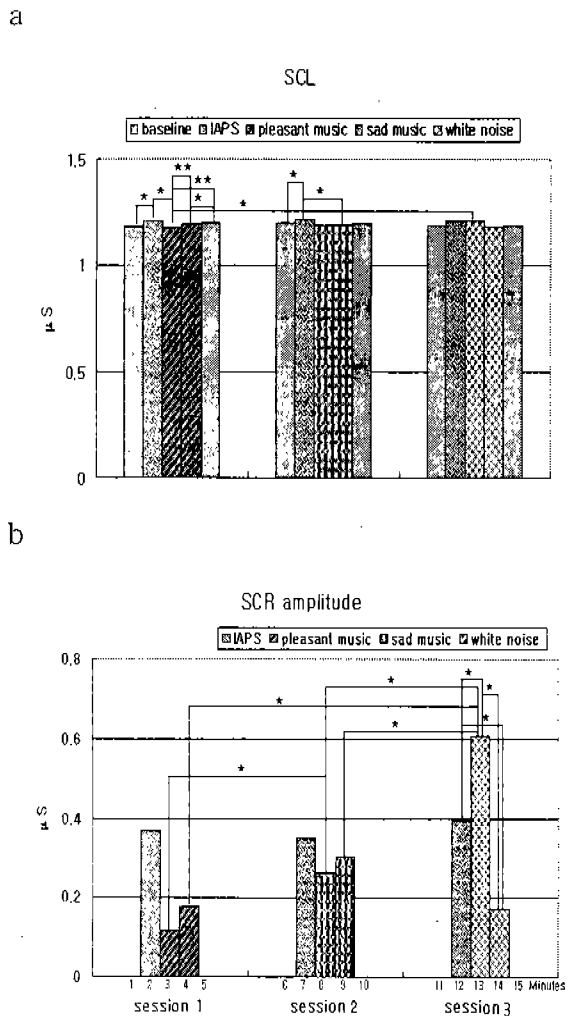 a
SCL
baseline IAPS pleasant music sad music white noise
1,5
1
0,5
0
μS
* * ** ** * * * *
b
SCR amplitude
IAPS pleasant music sad music white noise
0,8
0,6
0,4
0,2
0
μS
* * * * * * *
1 2 3 4 5 6 7 8 9 10 11 12 13 14 15 Minutes
session 1 session 2 session 3